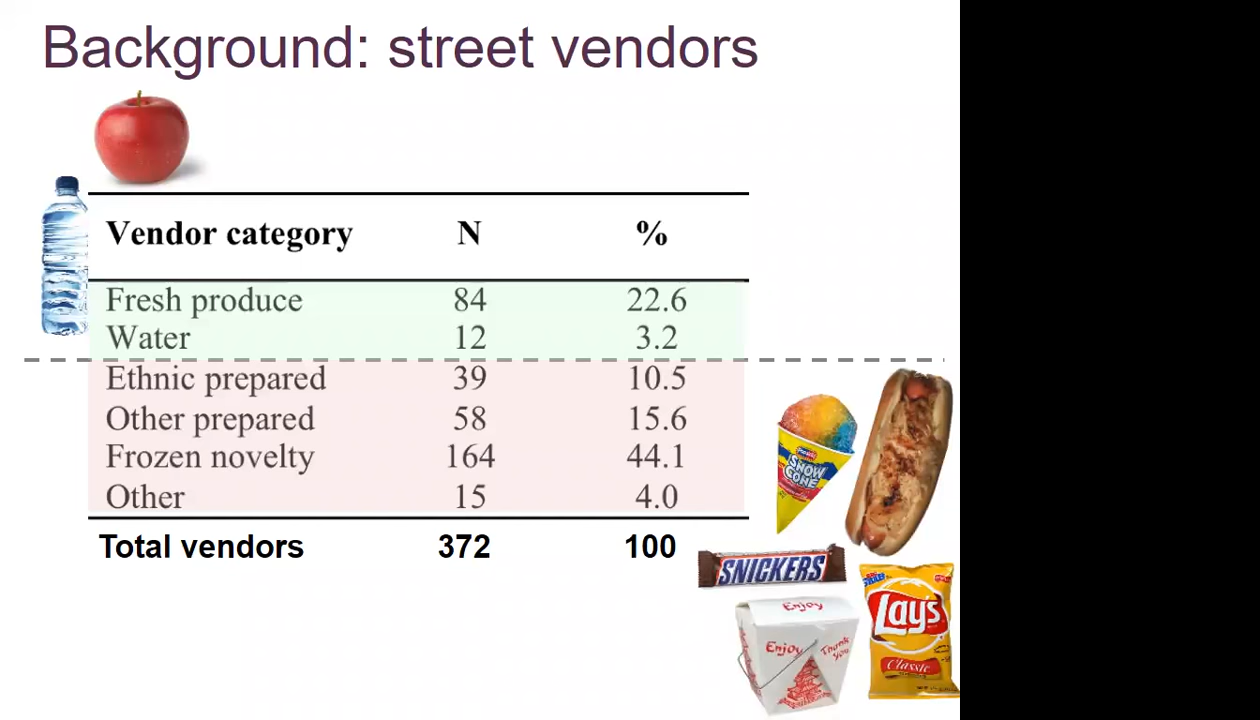 Background: street vendors
Vendor category N %
Fresh produce 84 22.6
Water 12 3.2
Ethnic prepared 39 10.5
Other prepared 58 15.6
Frozen novelty 164 44.1
Other 15 4.0
Total vendors 372 100
SNOW
CONE
SNICKERS
Enjoy
Enjoy
Thank
You
Lay's
Classic